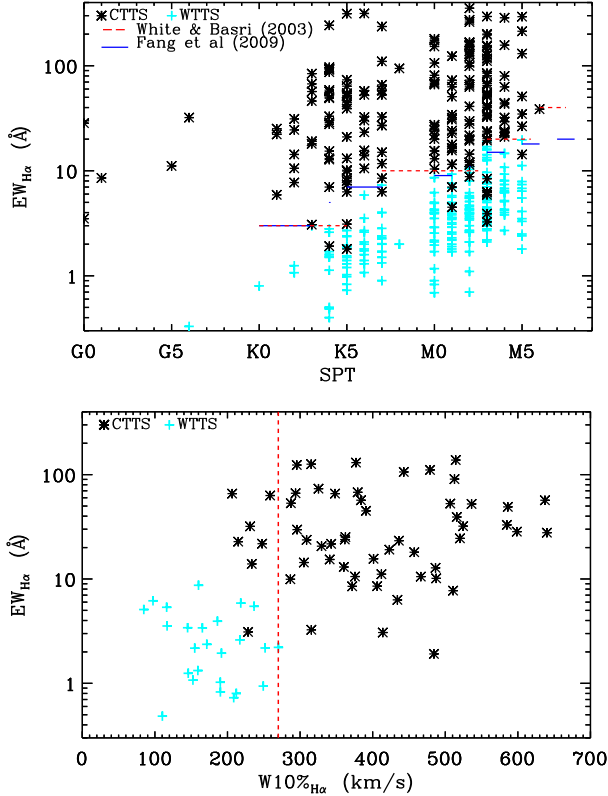 CTTS WTTS
White & Basri (2003)
Fang et al (2009)
100
10
1
EW_Hα (Å)
G0 G5 K0 K5 M0 M5
SPT
CTTS WTTS
100
10
1
EW_Hα (Å)
0 100 200 300 400 500 600 700
W10%_Hα (km/s)